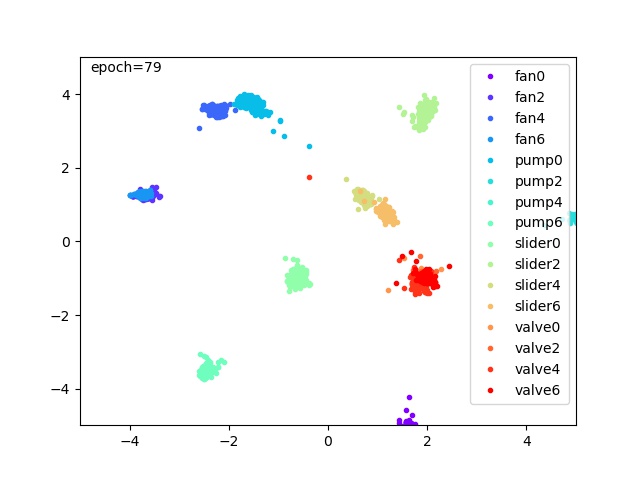 epoch=79
fan0
fan2
fan4
fan6
pump0
pump2
pump4
pump6
slider0
slider2
slider4
slider6
valve0
valve2
valve4
valve6
4
2
0
−2
−4
−4
−2
0
2
4